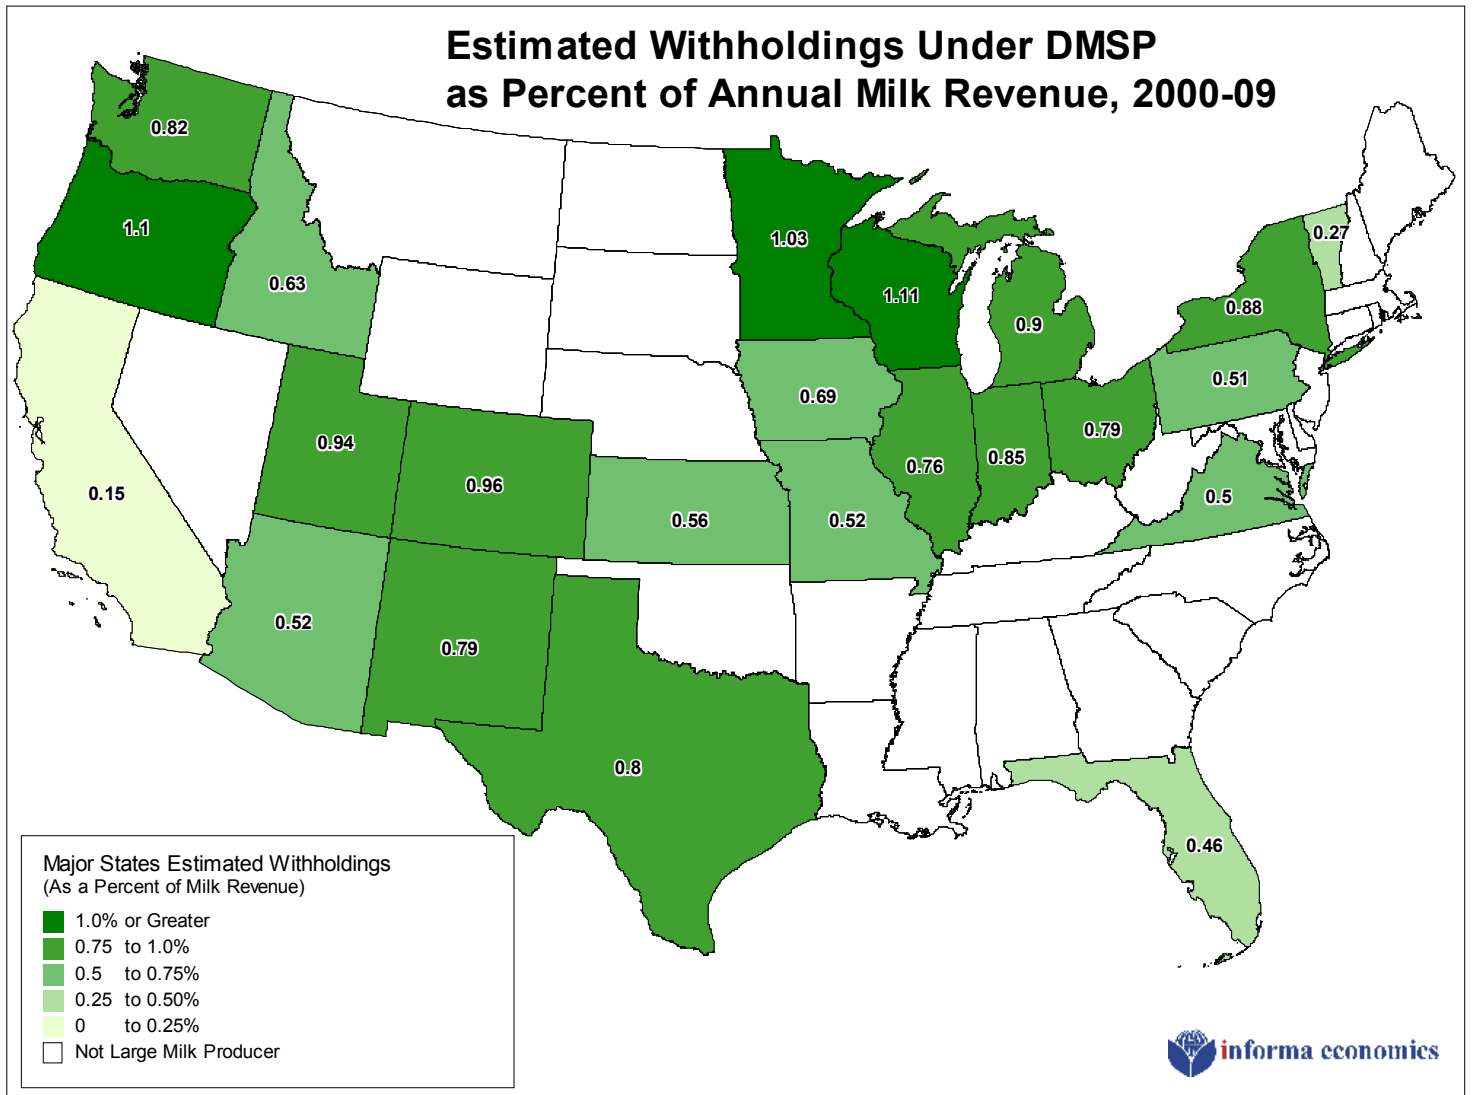 Estimated Withholdings Under DMSP
as Percent of Annual Milk Revenue, 2000-09
0.82
1.1
0.63
1.03
1.11
0.9
0.27
0.88
0.51
0.69
0.79
0.94
0.96
0.76
0.85
0.15
0.56
0.52
0.5
0.52
0.79
0.8
0.46
Major States Estimated Withholdings
(As a Percent of Milk Revenue)
1.0% or Greater
0.75 to 1.0%
0.5 to 0.75%
0.25 to 0.50%
0 to 0.25%
Not Large Milk Producer
informa economics